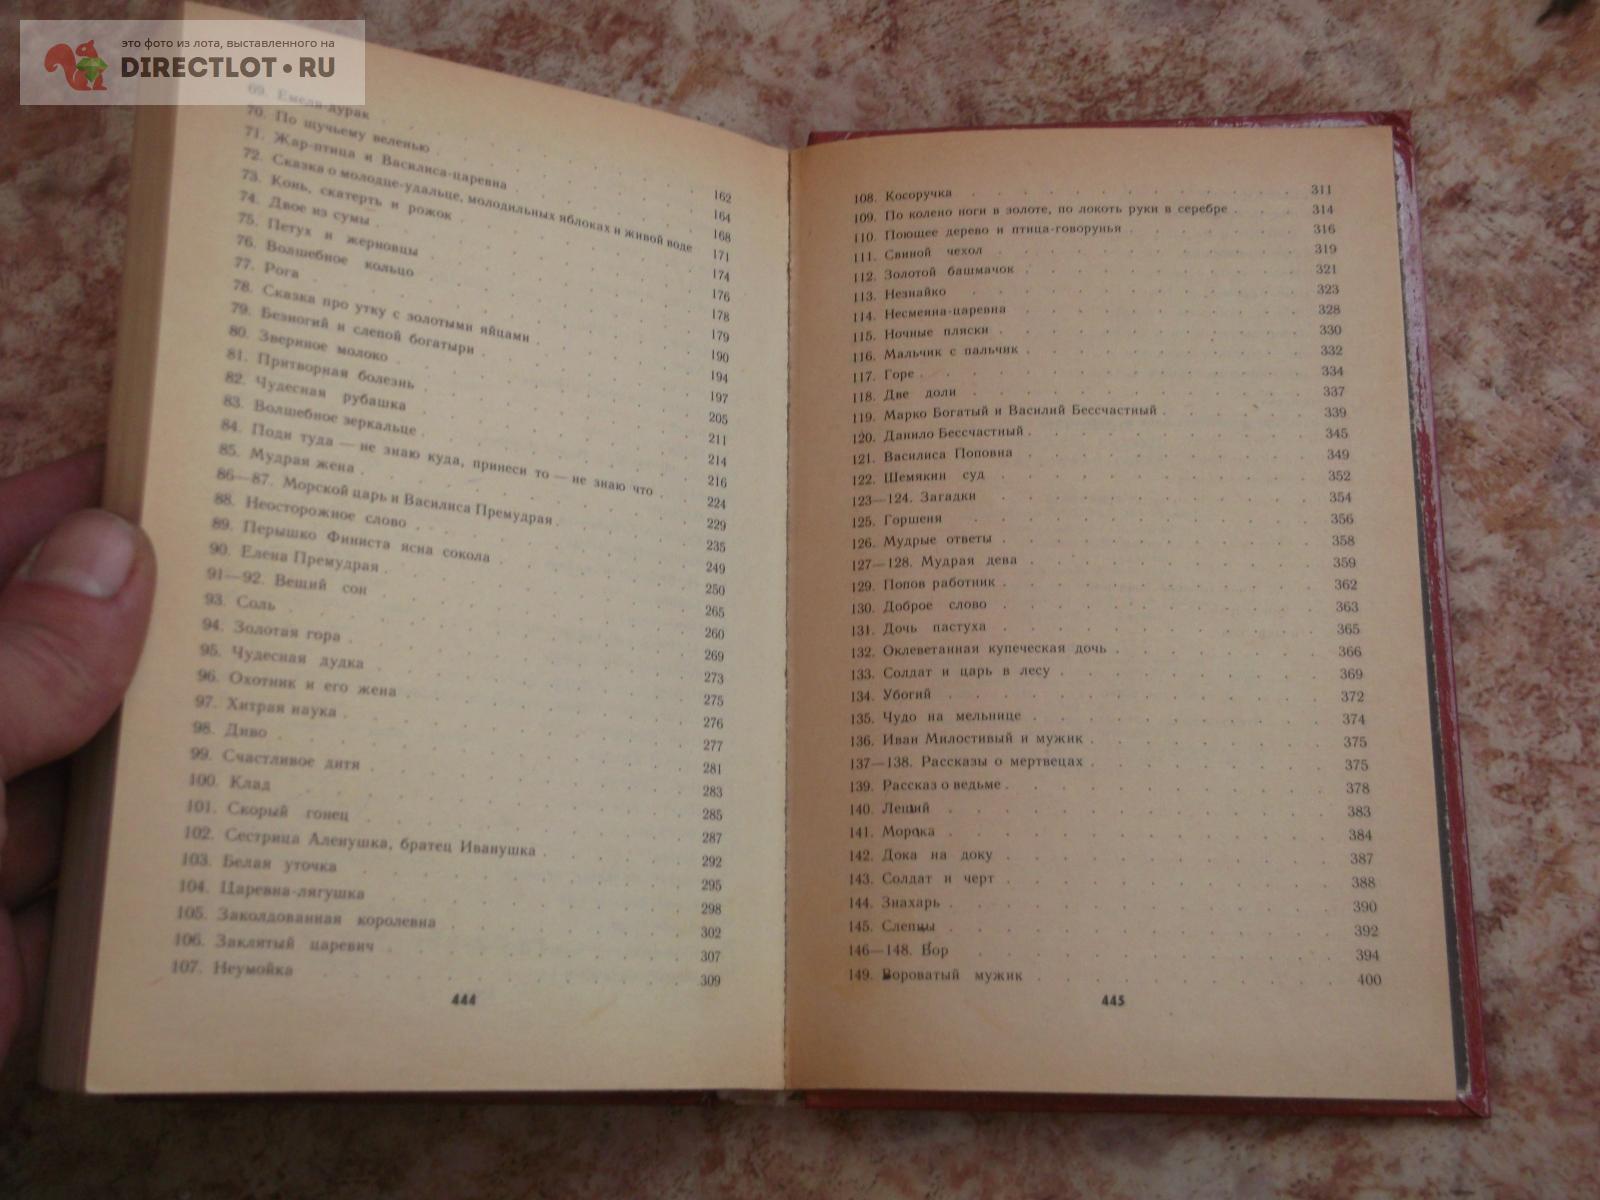 это фото из лота, выставленного на
DIRECTLOT•RU
69. Емеля-дурак . . . 162
70. По щучьему веленью . . . 164
71. Жар-птица и Василиса-царевна . . . 168
72. Сказка о молодце-удальце, молодильных яблоках и живой воде 171
73. Конь, скатерть и рожок . . . 174
74. Двое из сумы . . . 176
75. Петух и жерновцы . . . 178
76. Волшебное кольцо . . . 179
77. Рога . . . 190
78. Сказка про утку с золотыми яйцами . . . 194
79. Безногий и слепой богатыри . . . 197
80. Звериное молоко . . . 205
81. Притворная болезнь . . . 211
82. Чудесная рубашка . . . 214
83. Волшебное зеркальце . . . 216
84. Поди туда — не знаю куда, принеси то — не знаю что . 224
85. Мудрая жена . . . 229
86—87. Морской царь и Василиса Премудрая . . . 235
88. Неосторожное слово . . . 249
89. Перышко Финиста ясна сокола . . . 250
90. Елена Премудрая . . . 265
91—92. Вещий сон . . . 260
93. Соль . . . 269
94. Золотая гора . . . 273
95. Чудесная дудка . . . 275
96. Охотник и его жена . . . 276
97. Хитрая наука . . . 277
98. Диво . . . 281
99. Счастливое дитя . . . 283
100. Клад . . . 285
101. Скорый гонец . . . 287
102. Сестрица Аленушка, братец Иванушка . . . 292
103. Белая уточка . . . 295
104. Царевна-лягушка . . . 298
105. Заколдованная королевна . . . 302
106. Заклятый царевич . . . 307
107. Неумойка . . . 309
444
108. Косоручка . . . 311
109. По колено ноги в золоте, по локоть руки в серебре . . . 314
110. Поющее дерево и птица-говорунья . . . 316
111. Свиной чехол . . . 319
112. Золотой башмачок . . . 321
113. Незнайко . . . 323
114. Несмеяна-царевна . . . 328
115. Ночные пляски . . . 330
116. Мальчик с пальчик . . . 332
117. Горе . . . 334
118. Две доли . . . 337
119. Марко Богатый и Василий Бессчастный . . . 339
120. Данило Бессчастный . . . 345
121. Василиса Поповна . . . 349
122. Шемякин суд . . . 352
123—124. Загадки . . . 354
125. Горшеня . . . 356
126. Мудрые ответы . . . 358
127—128. Мудрая дева . . . 359
129. Попов работник . . . 362
130. Доброе слово . . . 363
131. Дочь пастуха . . . 365
132. Оклеветанная купеческая дочь . . . 366
133. Солдат и царь в лесу . . . 369
134. Убогий . . . 372
135. Чудо на мельнице . . . 374
136. Иван Милостивый и мужик . . . 375
137—138. Рассказы о мертвецах . . . 375
139. Рассказ о ведьме . . . 378
140. Леший . . . 383
141. Морока . . . 384
142. Дока на доку . . . 387
143. Солдат и черт . . . 388
144. Знахарь . . . 390
145. Слепцы . . . 392
146—148. Вор . . . 394
149. Вороватый мужик . . . 400
445